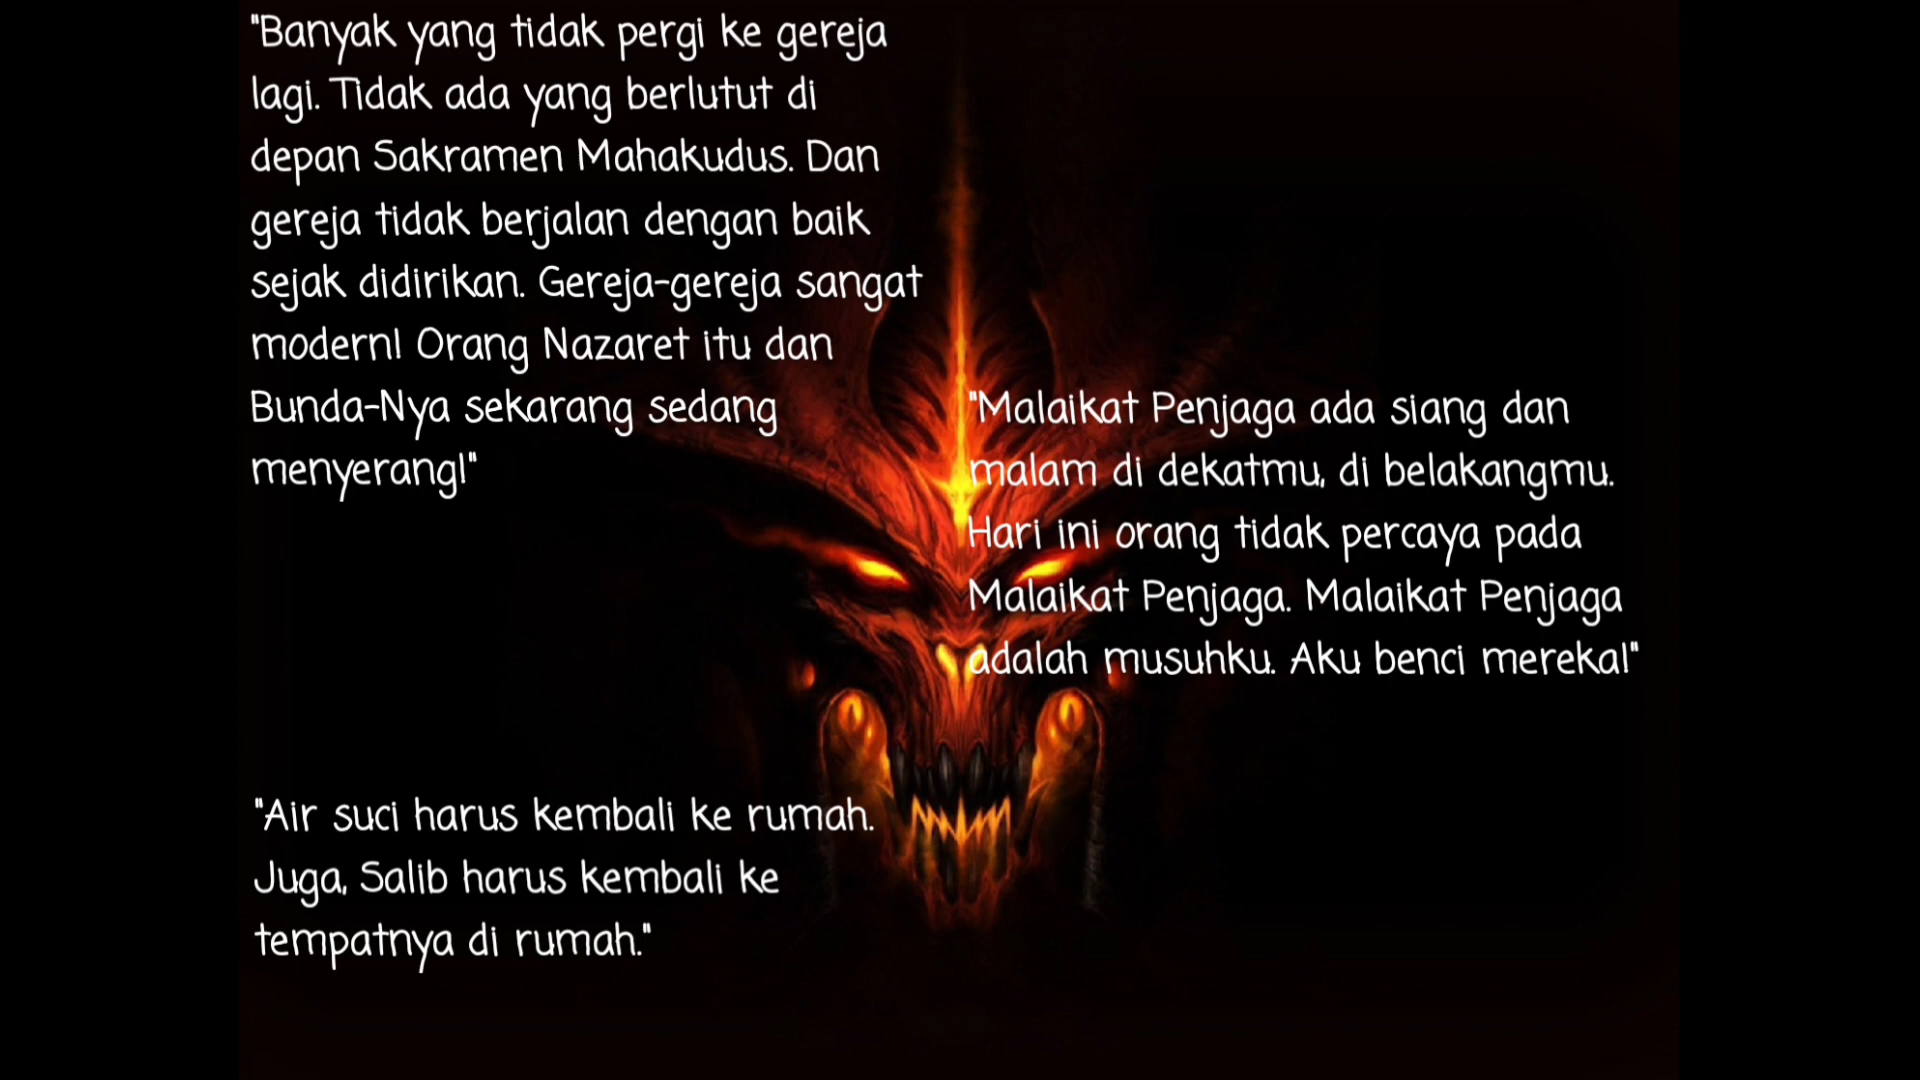 "Banyak yang tidak pergi ke gereja
lagi. Tidak ada yang berlutut di
depan Sakramen Mahakudus. Dan
gereja tidak berjalan dengan baik
sejak didirikan. Gereja-gereja sangat
modern! Orang Nazaret itu dan
Bunda-Nya sekarang sedang
menyerang!"
"Malaikat Penjaga ada siang dan
malam di dekatmu, di belakangmu.
Hari ini orang tidak percaya pada
Malaikat Penjaga. Malaikat Penjaga
adalah musuhku. Aku benci mereka!"
"Air suci harus kembali ke rumah.
Juga, Salib harus kembali ke
tempatnya di rumah."